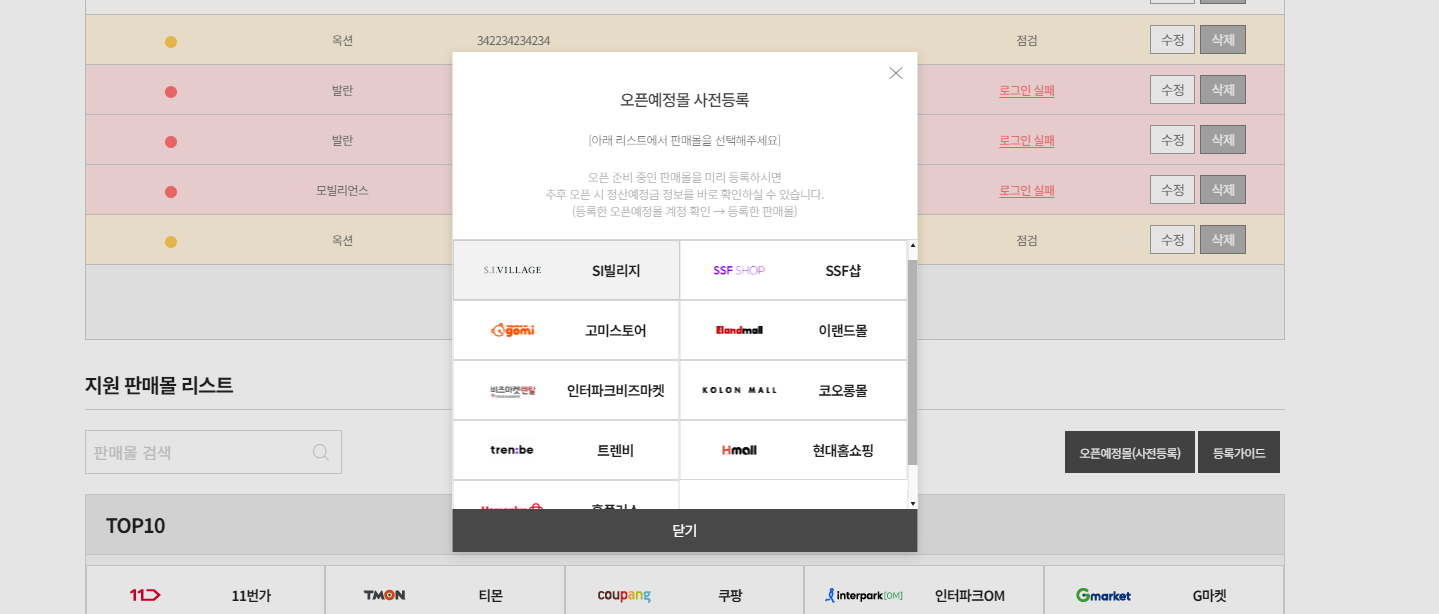 옥션 342234234234 점검 수정 삭제
발란 로그인 실패 수정 삭제
발란 로그인 실패 수정 삭제
모빌리언스 로그인 실패 수정 삭제
옥션 점검 수정 삭제
오픈예정몰 사전등록
[아래 리스트에서 판매몰을 선택해주세요]
오픈 준비 중인 판매몰을 미리 등록하시면
추후 오픈 시 정산예정금 정보를 바로 확인하실 수 있습니다.
(등록한 오픈예정몰 계정 확인 → 등록한 판매몰)
S.I.VILLAGE SI빌리지 SSF SHOP SSF샵
gomi 고미스토어 Elandmall 이랜드몰
비즈마켓렌탈 인터파크비즈마켓 KOLON MALL 코오롱몰
tren:be 트렌비 Hmall 현대홈쇼핑
닫기
지원 판매몰 리스트
판매몰 검색
오픈예정몰(사전등록) 등록가이드
TOP10
11번가 TMON 티몬 coupang 쿠팡 interpark[OM] 인터파크OM Gmarket G마켓